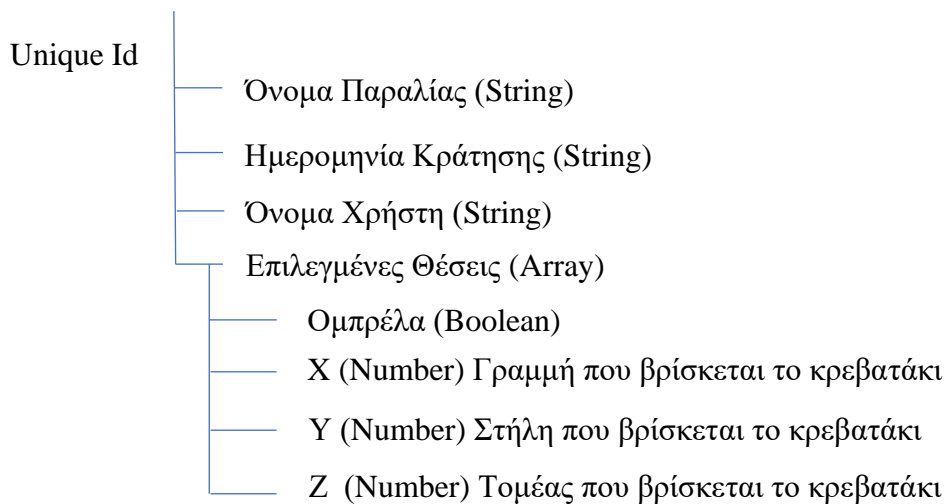 Unique Id
Όνομα Παραλίας (String)
Ημερομηνία Κράτησης (String)
Όνομα Χρήστη (String)
Επιλεγμένες Θέσεις (Array)
Ομπρέλα (Boolean)
X (Number) Γραμμή που βρίσκεται το κρεβατάκι
Y (Number) Στήλη που βρίσκεται το κρεβατάκι
Z (Number) Τομέας που βρίσκεται το κρεβατάκι